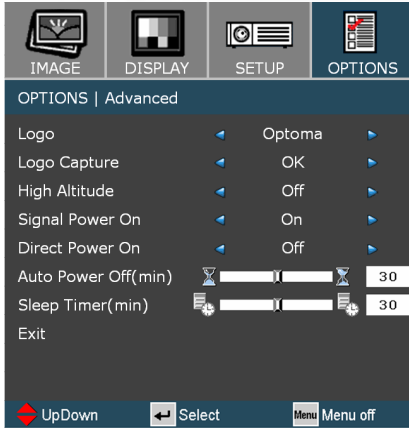 IMAGE DISPLAY SETUP OPTIONS
OPTIONS | Advanced
Logo Optoma
Logo Capture OK
High Altitude Off
Signal Power On On
Direct Power On Off
Auto Power Off(min) 30
Sleep Timer(min) 30
Exit
UpDown Select Menu Menu off